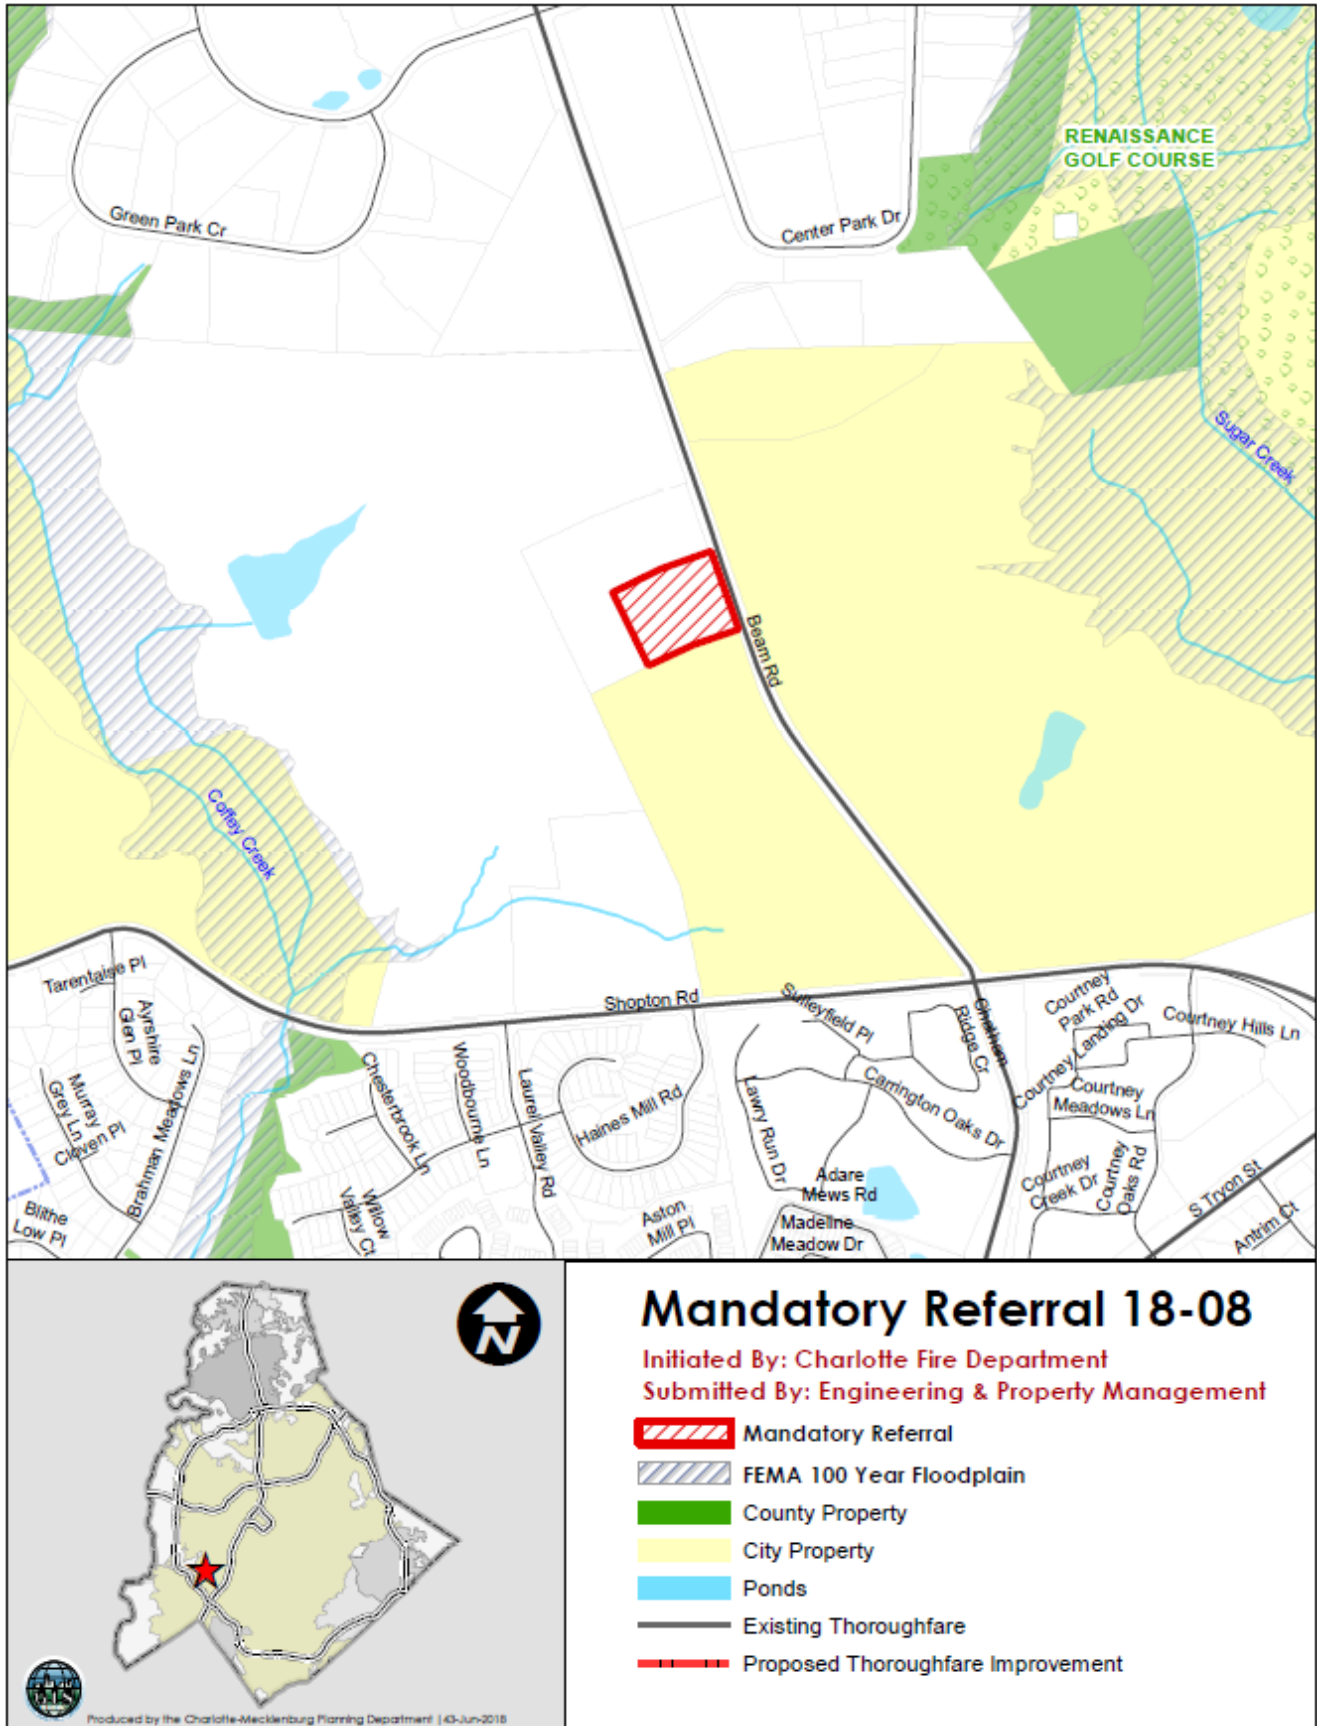 RENAISSANCE
GOLF COURSE
Green Park Cr
Center Park Dr
Sugar Creek
Beam Rd
Coffey Creek
Tarentaise Pl
Ayrshire
Glen Pl
Murray
Grey Ln
Cloven Pl
Brahman Meadows Ln
Blithe
Low Pl
Shopton Rd
Chesterbrook Ln
Woodbourne Ln
Laurel Valley Rd
Willow
Valley Ct
Haines Mill Rd
Aston
Mill Pl
Sulleyfield Pl
Lawry Run Dr
Carrington Oaks Dr
Adare
Mews Rd
Madeline
Meadow Dr
Chatham
Ridge Cr
Courtney
Park Rd
Courtney Landing Dr
Courtney Hills Ln
Courtney
Meadows Ln
Courtney
Creek Dr
Courtney
Oaks Rd
S Tryon St
Antrim Ct
N
Mandatory Referral 18-08
Initiated By: Charlotte Fire Department
Submitted By: Engineering & Property Management
Mandatory Referral
FEMA 100 Year Floodplain
County Property
City Property
Ponds
Existing Thoroughfare
Proposed Thoroughfare Improvement
Produced by the Charlotte-Mecklenburg Planning Department | 43-Jun-2018